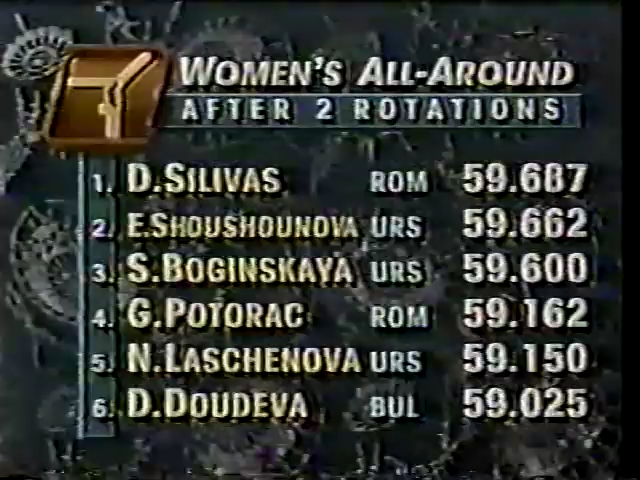 WOMEN'S ALL-AROUND
AFTER 2 ROTATIONS
1. D.SILIVAS ROM 59.687
2. E.SHOUSHOUNOVA URS 59.662
3. S.BOGINSKAYA URS 59.600
4. G.POTORAC ROM 59.162
5. N.LASCHENOVA URS 59.150
6. D.DOUDEVA BUL 59.025